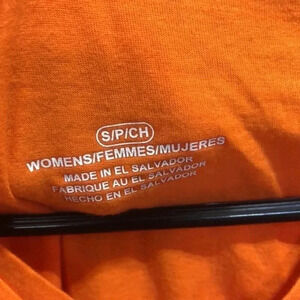 S/P/CH
WOMENS/FEMMES/MUJERES
MADE IN EL SALVADOR
FABRIQUE AU EL SALVADOR
HECHO EN EL SALVADOR